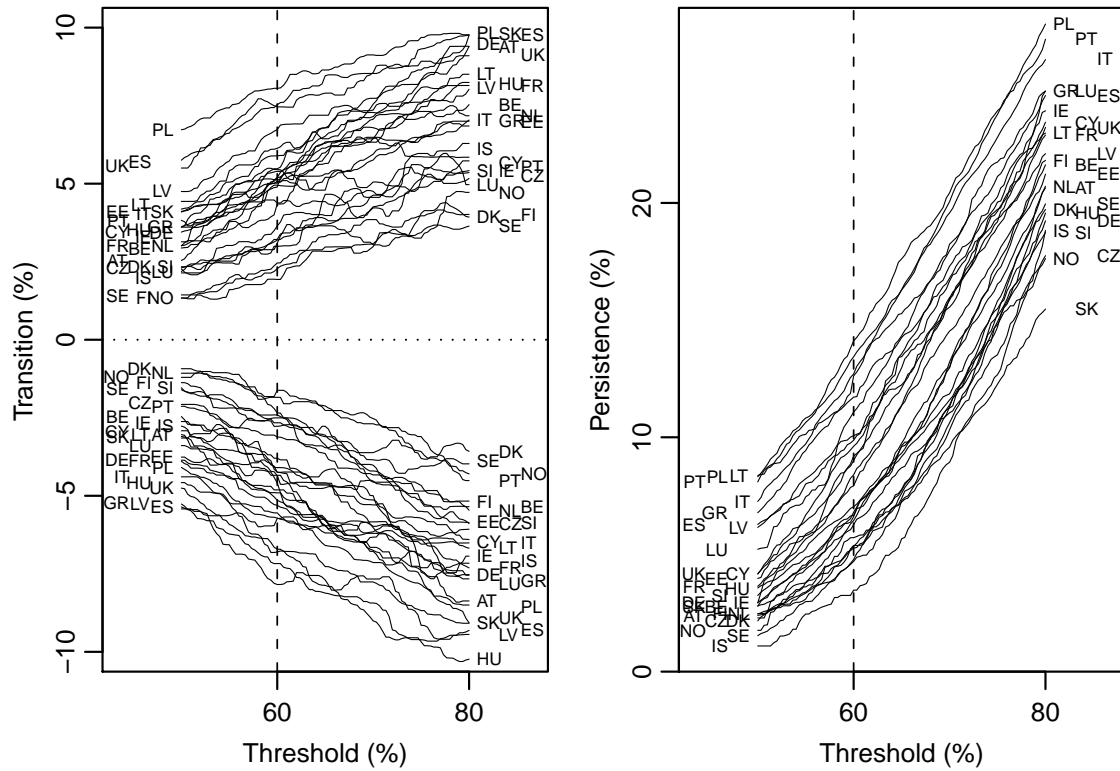 10
5
0
−5
−10
60
80
Transition (%)
Threshold (%)
PL
SK
ES
DE
AT
UK
LT
LV
HU
FR
BE
NL
IT
GR
EE
IS
CY
PT
SI
IE
CZ
LU
NO
DK
FI
SE
PL
UK
ES
LV
LT
EE
IT
SK
PT
GR
CY
HU
DE
FR
BE
NL
AT
CZ
DK
SI
IS
LU
SE
NO
DK
NL
NO
FI
SE
SI
CZ
PT
BE
IE
IS
CY
SK
LT
AT
LU
DE
FR
EE
PL
IT
HU
UK
GR
LV
ES
DK
SE
PT
NO
FI
NL
BE
EE
CZ
SI
CY
LT
IT
IE
FR
IS
DE
LU
GR
AT
PL
SK
UK
LV
ES
HU
0
10
20
60
80
Persistence (%)
Threshold (%)
PL
PT
IT
GR
LU
ES
IE
CY
UK
LT
FR
LV
FI
BE
EE
NL
AT
SE
DK
HU
DE
IS
SI
NO
CZ
SK
PT
PL
LT
IT
GR
ES
LV
LU
UK
EE
CY
FR
HU
SI
DE
IE
BE
NL
AT
CZ
DK
NO
SE
IS